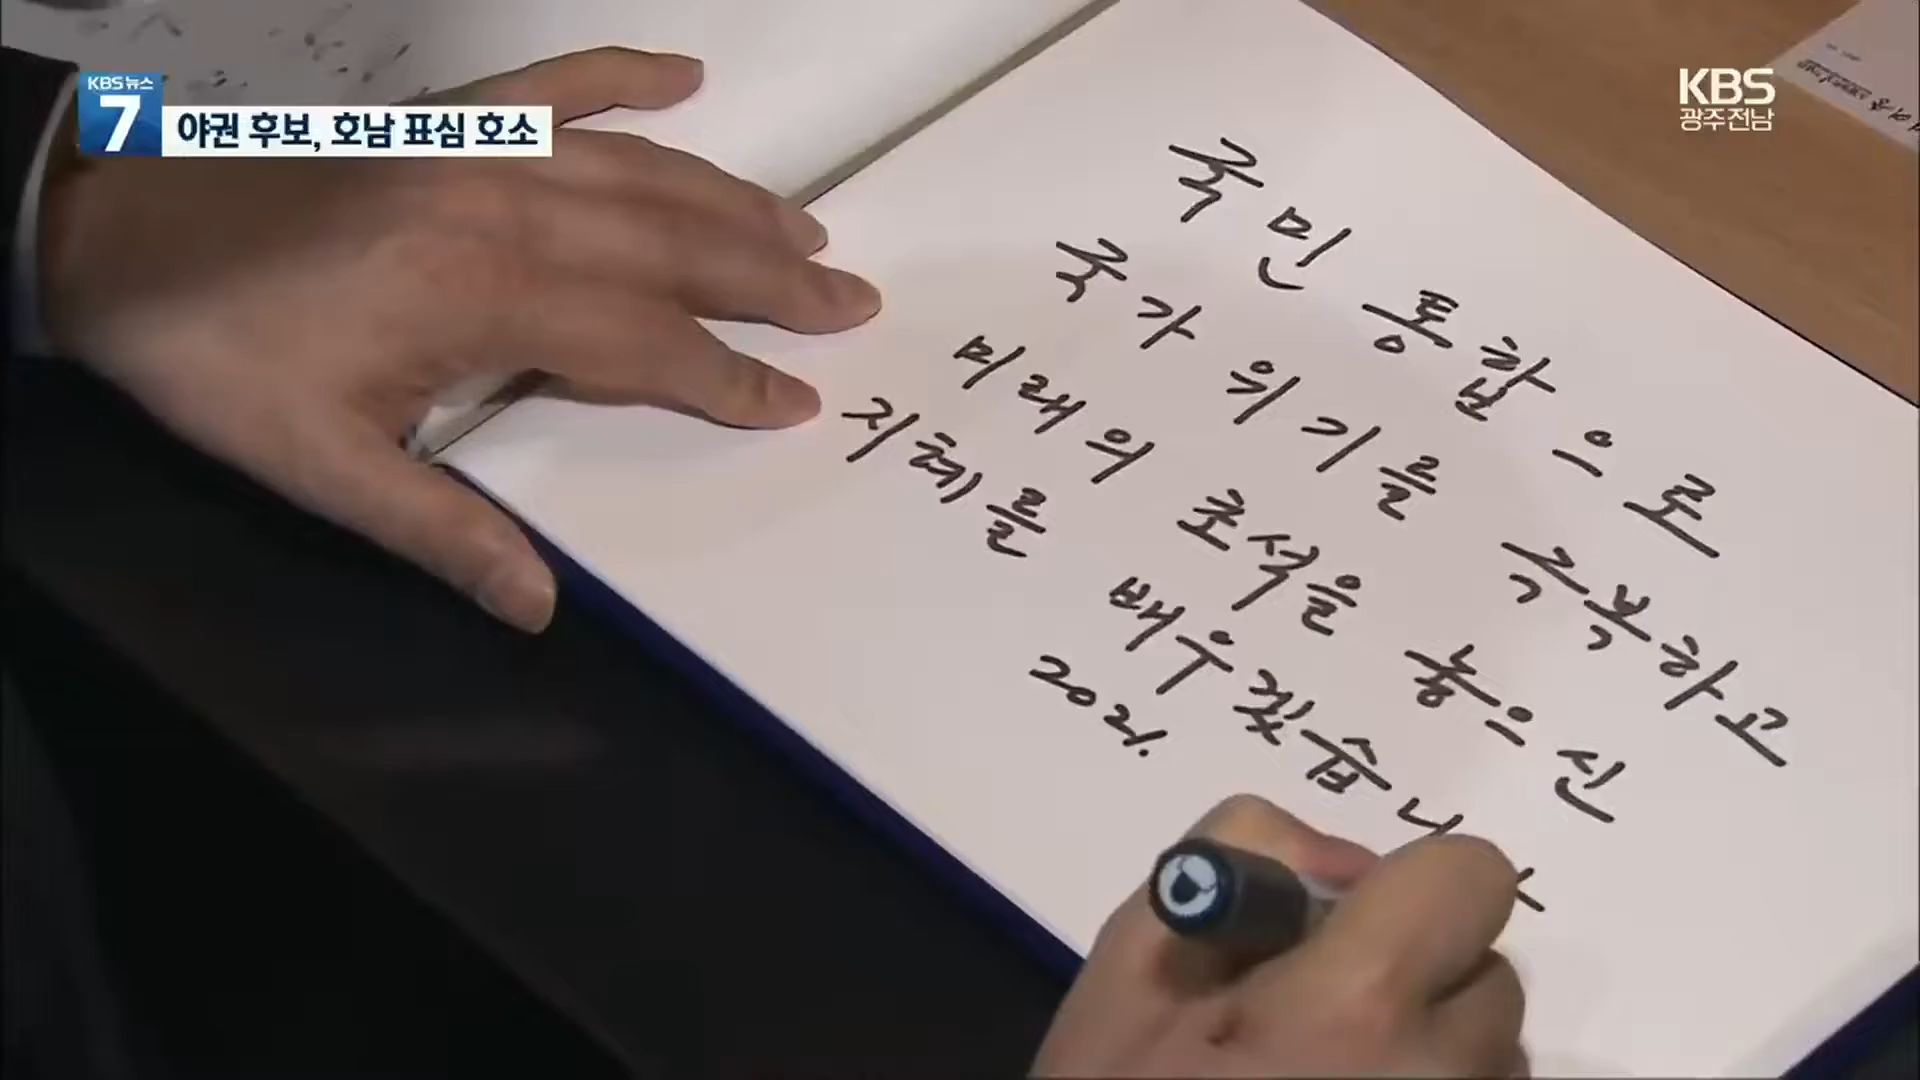 KBS뉴스
7
야권 후보, 호남 표심 호소
KBS
광주전남
국민 통합으로
국가 위기를 극복하고
미래의 초석을 놓으신
지혜를 배우겠습니
2021.